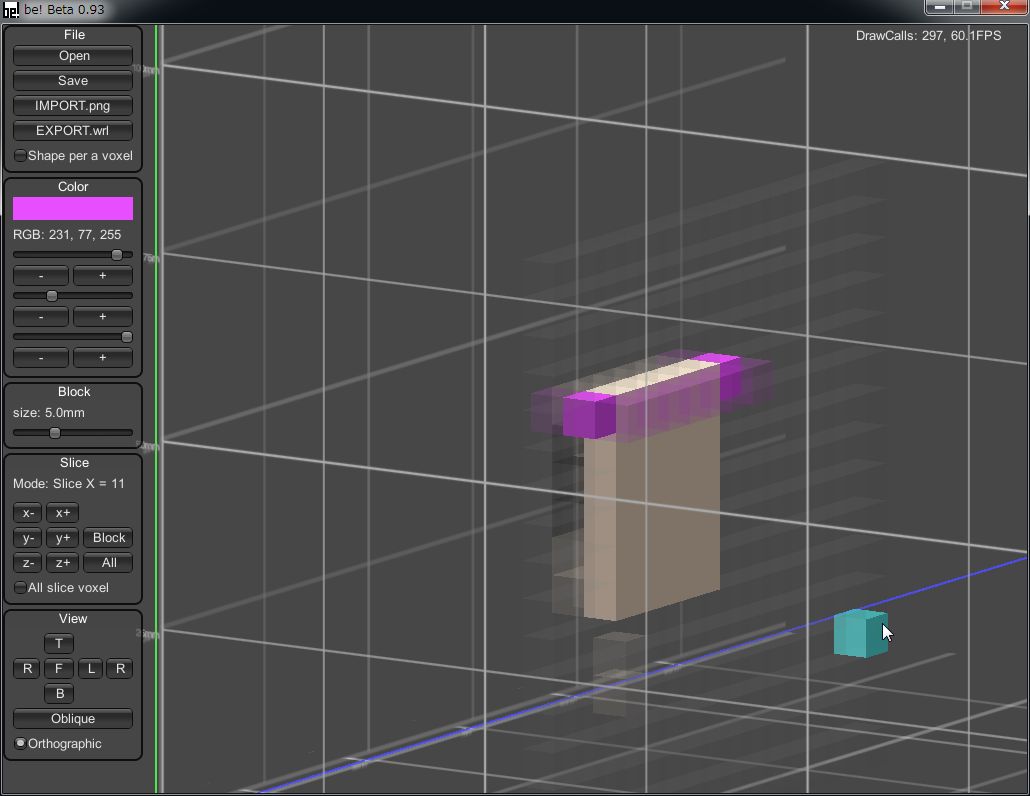 be! be! Beta 0.93
DrawCalls: 297, 60.1FPS
File
Open
Save
IMPORT.png
EXPORT.wrl
Shape per a voxel
Color
RGB: 231, 77, 255
- +
- +
- +
Block
size: 5.0mm
Slice
Mode: Slice X = 11
x- x+
y- y+ Block
z- z+ All
All slice voxel
View
T
R F L R
B
Oblique
Orthographic